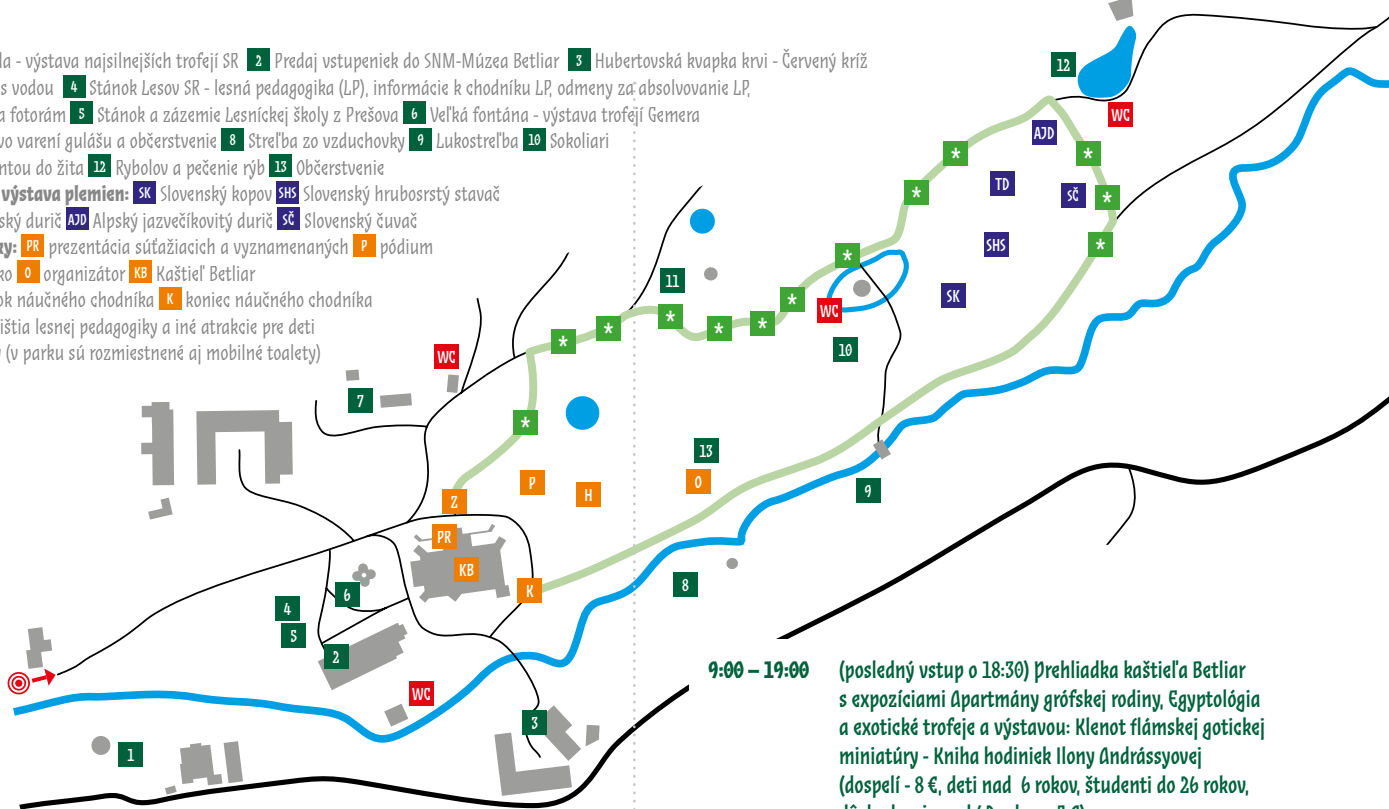 da - výstava najsilnejších trofejí SR 2 Predaj vstupeniek do SNM-Múzea Betliar 3 Hubertovská kvapka krvi - Červený kríž
s vodou 4 Stánok Lesov SR - lesná pedagogika (LP), informácie k chodníku LP, odmeny za absolvovanie LP,
a fotorám 5 Stánok a zázemie Lesníckej školy z Prešova 6 Veľká fontána - výstava trofejí Gemera
vo varení gulášu a občerstvenie 8 Streľba zo vzduchovky 9 Lukostreľba 10 Sokoliari
ntou do žita 12 Rybolov a pečenie rýb 13 Občerstvenie
výstava plemien: SK Slovenský kopov SHS Slovenský hrubosrstý stavač
ský durič AJD Alpský jazvečíkovitý durič SČ Slovenský čuvač
ky: PR prezentácia súťažiacich a vyznamenaných P pódium
ko O organizátor KB Kaštieľ Betliar
ok náučného chodníka K koniec náučného chodníka
ištia lesnej pedagogiky a iné atrakcie pre deti
(v parku sú rozmiestnené aj mobilné toalety)
12
WC
AJD
*
*
TD
SČ
*
*
SHS
*
*
11
SK
*
WC
*
*
*
*
*
*
10
WC
7
*
13
P
H
O
Z
9
PR
KB
K
8
6
4
5
2
WC
3
1
9:00 – 19:00 (posledný vstup o 18:30) Prehliadka kaštieľa Betliar
s expozíciami Apartmány grófskej rodiny, Egyptológia
a exotické trofeje a výstavou: Klenot flámskej gotickej
miniatúry - Kniha hodiniek Ilony Andrássyovej
(dospelí - 8 €, deti nad 6 rokov, študenti do 26 rokov,